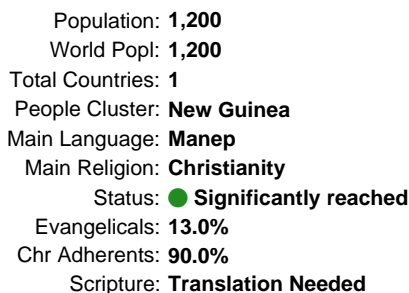 Population: 1,200
World Popl: 1,200
Total Countries: 1
People Cluster: New Guinea
Main Language: Manep
Main Religion: Christianity
Status: Significantly reached
Evangelicals: 13.0%
Chr Adherents: 90.0%
Scripture: Translation Needed